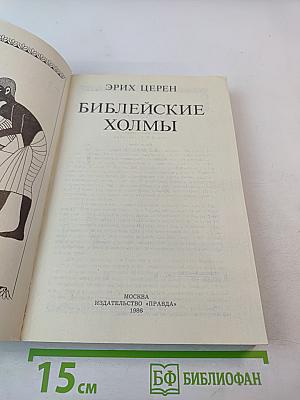 ЭРИХ ЦЕРЕН
БИБЛЕЙСКИЕ
ХОЛМЫ
МОСКВА
ИЗДАТЕЛЬСТВО «ПРАВДА»
1986
15 см
БФ БИБЛИОФАН